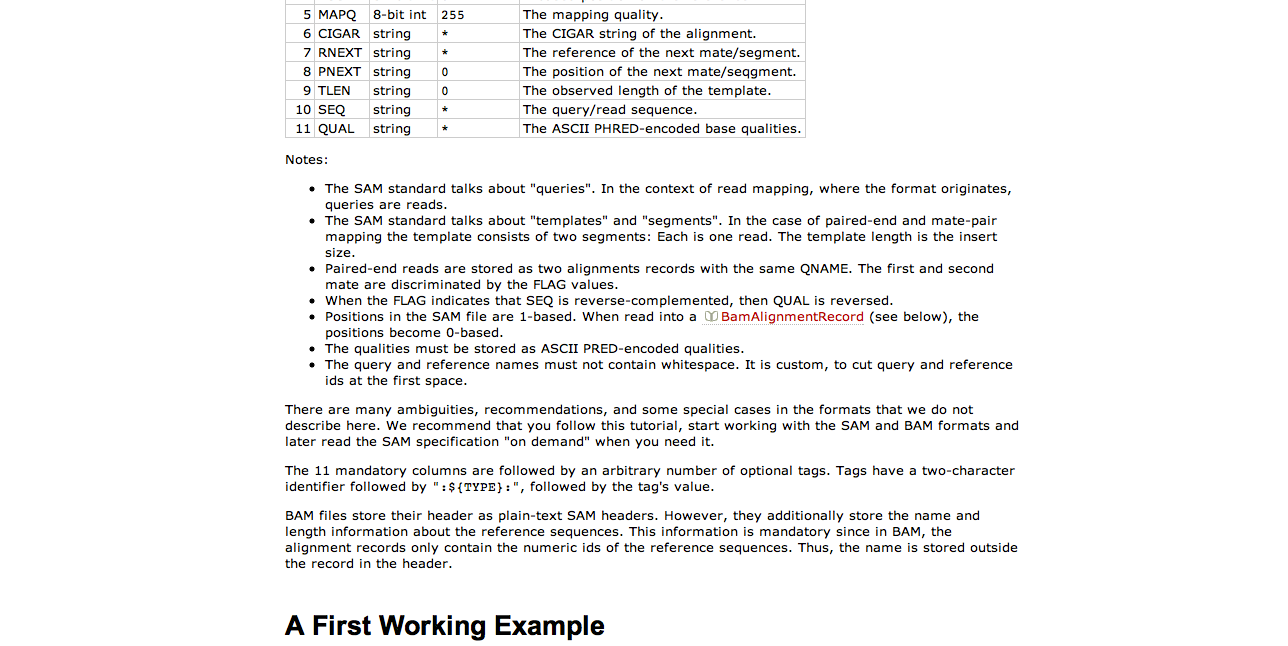 5 MAPQ 8-bit int 255 The mapping quality.
6 CIGAR string * The CIGAR string of the alignment.
7 RNEXT string * The reference of the next mate/segment.
8 PNEXT string 0 The position of the next mate/seqgment.
9 TLEN string 0 The observed length of the template.
10 SEQ string * The query/read sequence.
11 QUAL string * The ASCII PHRED-encoded base qualities.
Notes:
• The SAM standard talks about "queries". In the context of read mapping, where the format originates,
queries are reads.
• The SAM standard talks about "templates" and "segments". In the case of paired-end and mate-pair
mapping the template consists of two segments: Each is one read. The template length is the insert
size.
• Paired-end reads are stored as two alignments records with the same QNAME. The first and second
mate are discriminated by the FLAG values.
• When the FLAG indicates that SEQ is reverse-complemented, then QUAL is reversed.
• Positions in the SAM file are 1-based. When read into a BamAlignmentRecord (see below), the
positions become 0-based.
• The qualities must be stored as ASCII PRED-encoded qualities.
• The query and reference names must not contain whitespace. It is custom, to cut query and reference
ids at the first space.
There are many ambiguities, recommendations, and some special cases in the formats that we do not
describe here. We recommend that you follow this tutorial, start working with the SAM and BAM formats and
later read the SAM specification "on demand" when you need it.
The 11 mandatory columns are followed by an arbitrary number of optional tags. Tags have a two-character
identifier followed by ":${TYPE}:", followed by the tag's value.
BAM files store their header as plain-text SAM headers. However, they additionally store the name and
length information about the reference sequences. This information is mandatory since in BAM, the
alignment records only contain the numeric ids of the reference sequences. Thus, the name is stored outside
the record in the header.
A First Working Example